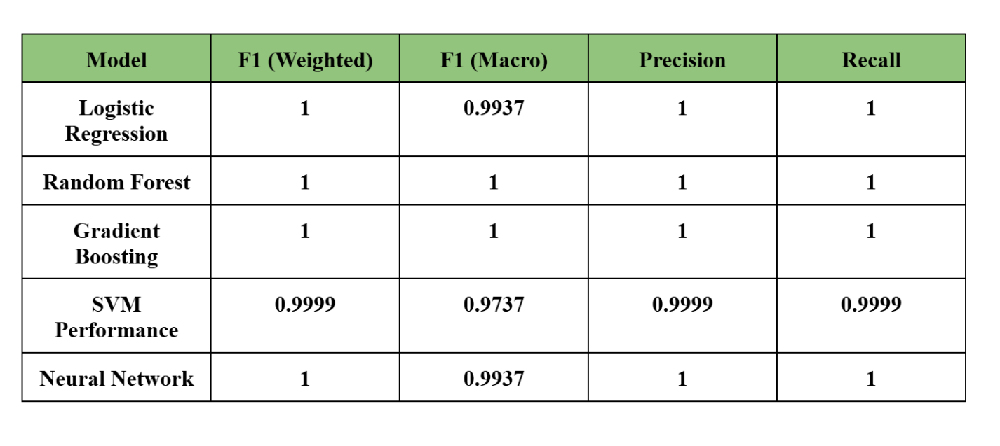 Model F1 (Weighted) F1 (Macro) Precision Recall
Logistic Regression 1 0.9937 1 1
Random Forest 1 1 1 1
Gradient Boosting 1 1 1 1
SVM Performance 0.9999 0.9737 0.9999 0.9999
Neural Network 1 0.9937 1 1